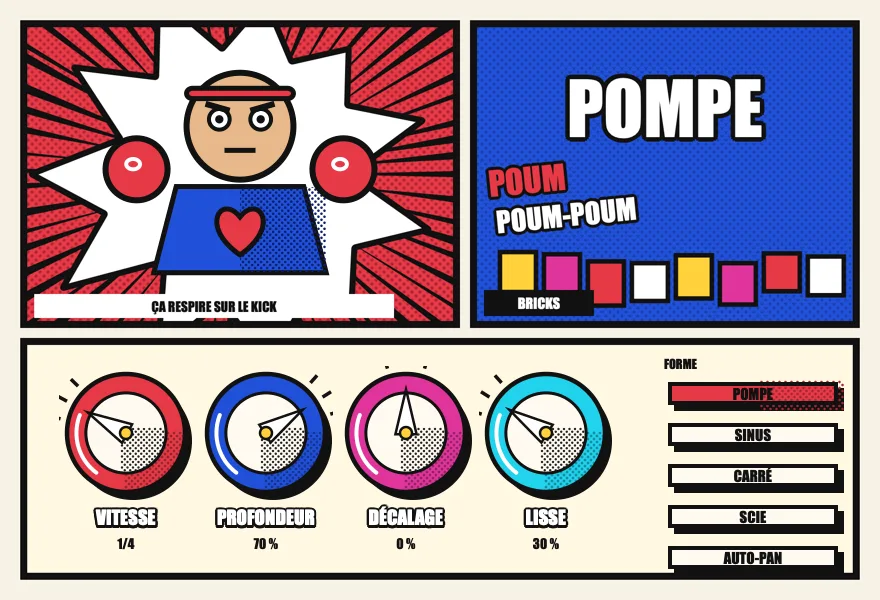 ÇA RESPIRE SUR LE KICK
POMPE
POUM
POUM-POUM
BRICKS
VITESSE
1/4
PROFONDEUR
70 %
DÉCALAGE
0 %
LISSE
30 %
FORME
POMPE
SINUS
CARRÉ
SCIE
AUTO-PAN